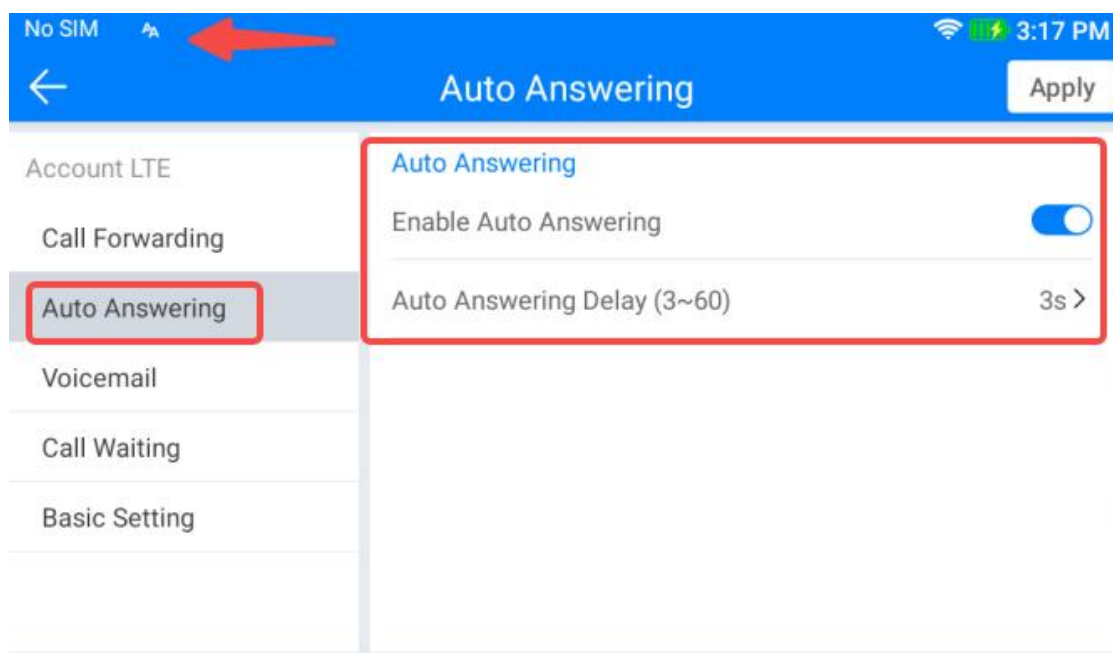 No SIM AA 3:17 PM
Auto Answering Apply
Account LTE
Call Forwarding
Auto Answering
Voicemail
Call Waiting
Basic Setting
Auto Answering
Enable Auto Answering
Auto Answering Delay (3~60) 3s